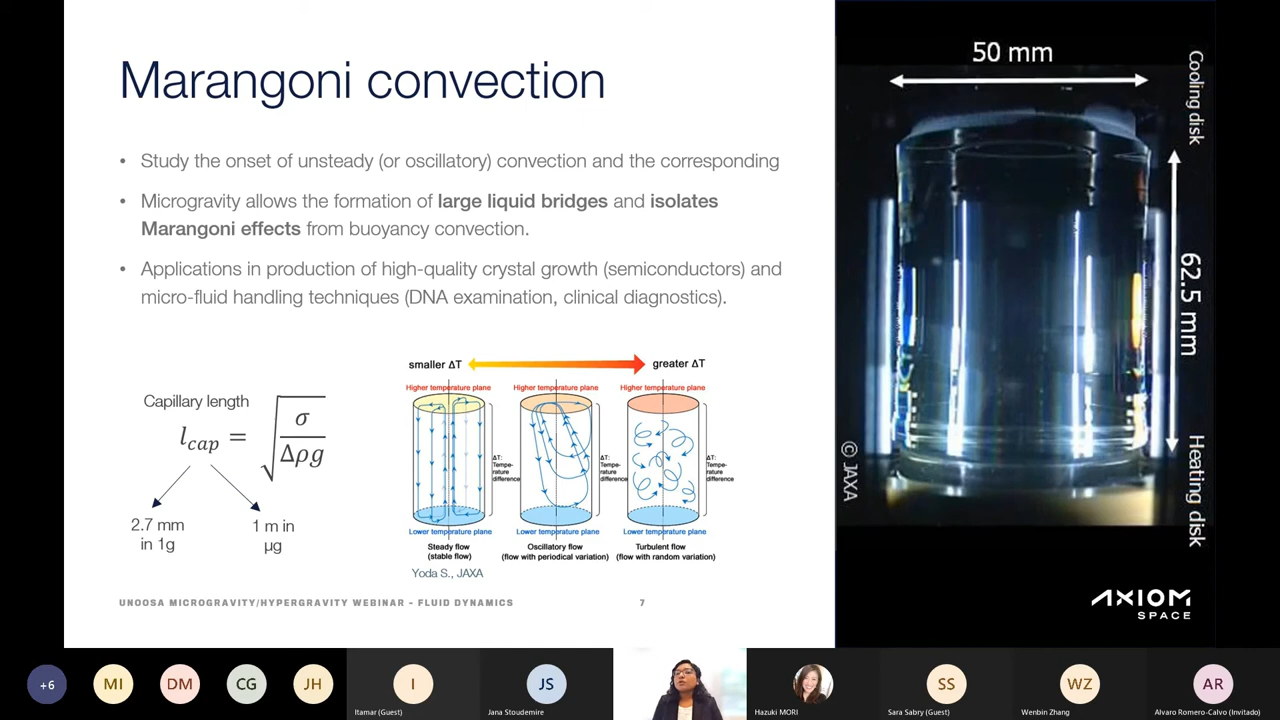 Marangoni convection
• Study the onset of unsteady (or oscillatory) convection and the corresponding
• Microgravity allows the formation of large liquid bridges and isolates
Marangoni effects from buoyancy convection.
• Applications in production of high-quality crystal growth (semiconductors) and
micro-fluid handling techniques (DNA examination, clinical diagnostics).
Capillary length
l_cap = √(σ/Δρg)
2.7 mm
in 1g
1 m in
µg
smaller ΔT
greater ΔT
Higher temperature plane
Higher temperature plane
Higher temperature plane
ΔT:
Tempe-
rature
difference
ΔT:
Tempe-
rature
difference
ΔT:
Tempe-
rature
difference
Lower temperature plane
Lower temperature plane
Lower temperature plane
Steady flow
(stable flow)
Oscillatory flow
(flow with periodical variation)
Turbulent flow
(flow with random variation)
Yoda S., JAXA
UNOOSA MICROGRAVITY/HYPERGRAVITY WEBINAR - FLUID DYNAMICS
7
50 mm
Cooling disk
62.5 mm
Heating disk
© JAXA
AXIOM
SPACE
+6
MI
DM
CG
JH
I
Itamar (Guest)
JS
Jana Stoudemire
Hazuki MORI
SS
Sara Sabry (Guest)
WZ
Wenbin Zhang
AR
Alvaro Romero-Calvo (Invitado)